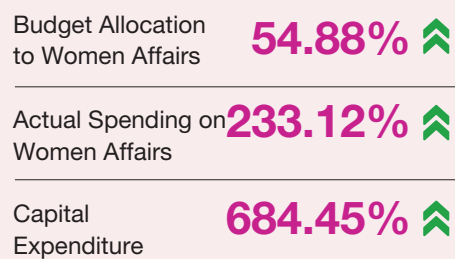 Budget Allocation
to Women Affairs
54.88%
Actual Spending on
Women Affairs
233.12%
Capital
Expenditure
684.45%